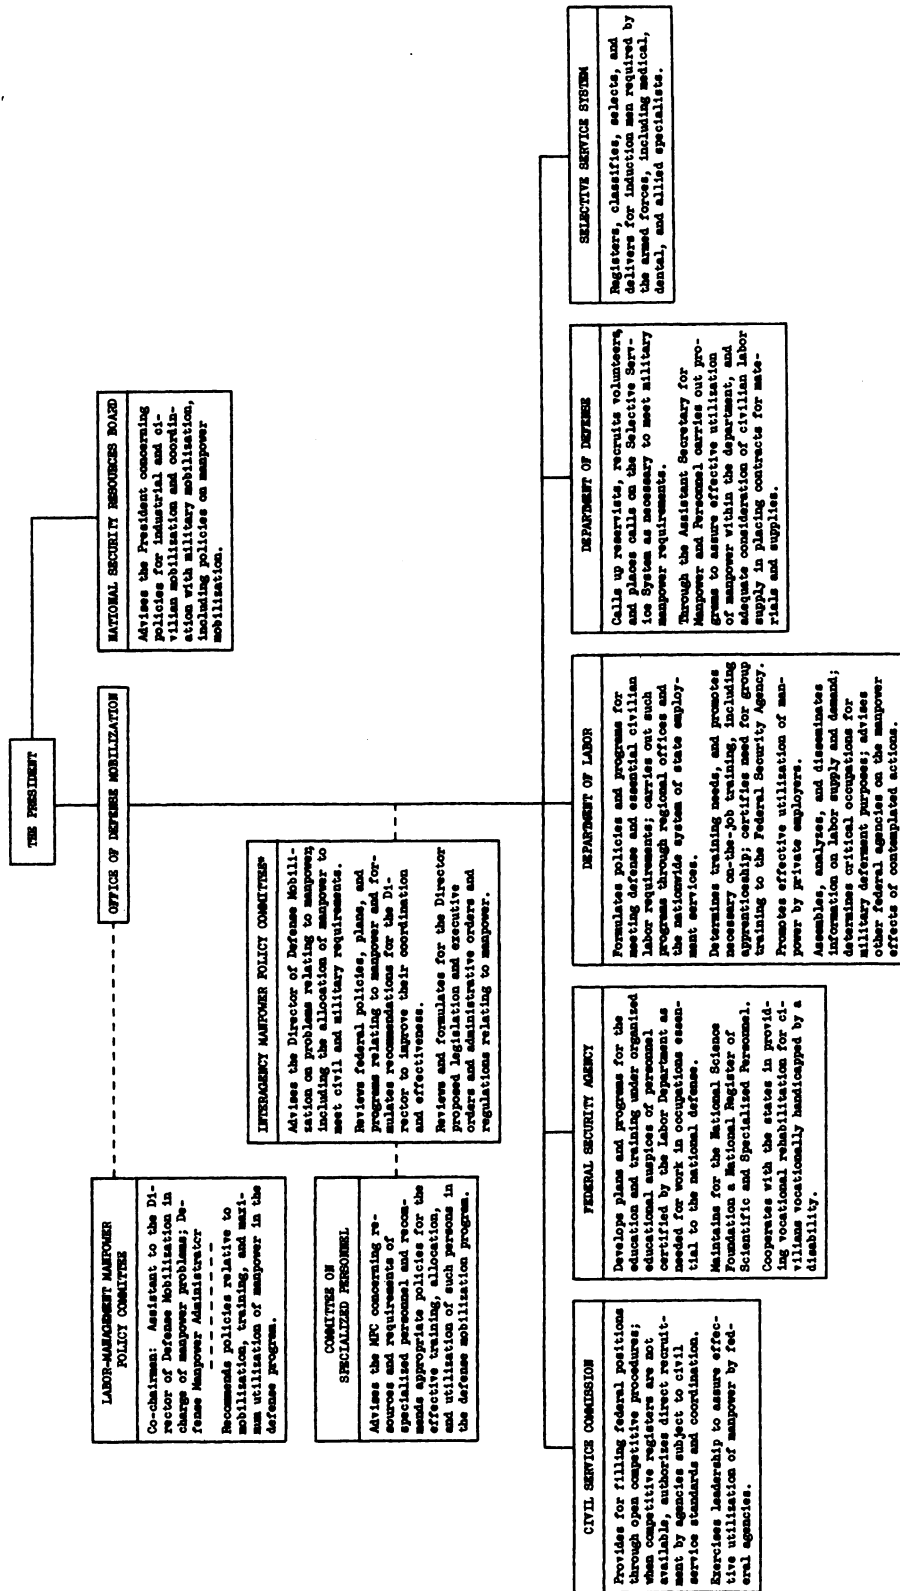 THE PRESIDENT
OFFICE OF DEFENSE MOBILIZATION
NATIONAL SECURITY RESOURCES BOARD
Advises the President concerning
policies for industrial and ci-
vilian mobilization and coordin-
ation with military mobilization,
including policies on manpower
mobilization.
LABOR-MANAGEMENT MANPOWER
POLICY COMMITTEE
Co-chairmen: Assistant to the Di-
rector of Defense Mobilization in
charge of manpower problems; De-
fense Manpower Administrator
Recommends policies relative to
mobilization, training, and maxi-
mum utilization of manpower in the
defense program.
INTERAGENCY MANPOWER POLICY COMMITTEE*
Advises the Director of Defense Mobili-
zation on problems relating to manpower,
including the allocation of manpower to
meet civil and military requirements.
Reviews federal policies, plans, and
programs relating to manpower and for-
mulates recommendations for the Di-
rector to improve their coordination
and effectiveness.
Reviews and formulates for the Director
proposed legislation and executive
orders and administrative orders and
regulations relating to manpower.
COMMITTEE ON
SPECIALIZED PERSONNEL
Advises the MPC concerning re-
sources and requirements of
specialized personnel and recom-
mends appropriate policies for the
effective training, allocation,
and utilization of such persons in
the defense mobilization program.
CIVIL SERVICE COMMISSION
Provides for filling federal positions
through open competitive procedures;
when competitive registers are not
available, authorizes direct recruit-
ment by agencies subject to civil
service standards and coordination.
Exercises leadership to assure effec-
tive utilization of manpower by fed-
eral agencies.
FEDERAL SECURITY AGENCY
Develops plans and programs for the
education and training under organized
educational auspices of personnel
certified by the Labor Department as
needed for work in occupations essen-
tial to the national defense.
Maintains for the National Science
Foundation a National Register of
Scientific and Specialized Personnel.
Cooperates with the states in provid-
ing vocational rehabilitation for ci-
vilians vocationally handicapped by a
disability.
DEPARTMENT OF LABOR
Formulates policies and programs for
meeting defense and essential civilian
labor requirements; carries out such
programs through regional offices and
the nationwide system of state employ-
ment services.
Determines training needs, and promotes
necessary on-the-job training, including
apprenticeship; certifies need for group
training to the Federal Security Agency.
Promotes effective utilization of man-
power by private employers.
Assembles, analyzes, and disseminates
information on labor supply and demand;
determines critical occupations for
military deferment purposes; advises
other federal agencies on the manpower
effects of contemplated actions.
DEPARTMENT OF DEFENSE
Calls up reservists, recruits volunteers,
and places calls on the Selective Serv-
ice System as necessary to meet military
manpower requirements.
Through the Assistant Secretary for
Manpower and Personnel carries out pro-
grams to assure effective utilization
of manpower within the department, and
adequate consideration of civilian labor
supply in placing contracts for mate-
rials and supplies.
SELECTIVE SERVICE SYSTEM
Registers, classifies, selects, and
delivers for induction men required by
the armed forces, including medical,
dental, and allied specialists.